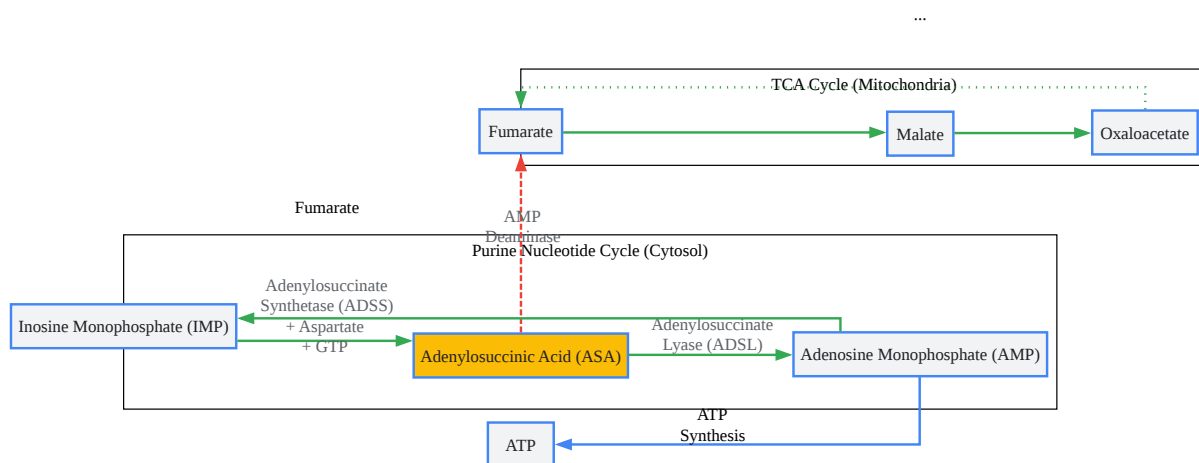 ...
TCA Cycle (Mitochondria)
Fumarate
Malate
Oxaloacetate
Fumarate
AMP
Deaminase
Purine Nucleotide Cycle (Cytosol)
Adenylosuccinate
Synthetase (ADSS)
+ Aspartate
+ GTP
Inosine Monophosphate (IMP)
Adenylosuccinic Acid (ASA)
Adenylosuccinate
Lyase (ADSL)
Adenosine Monophosphate (AMP)
ATP
Synthesis
ATP